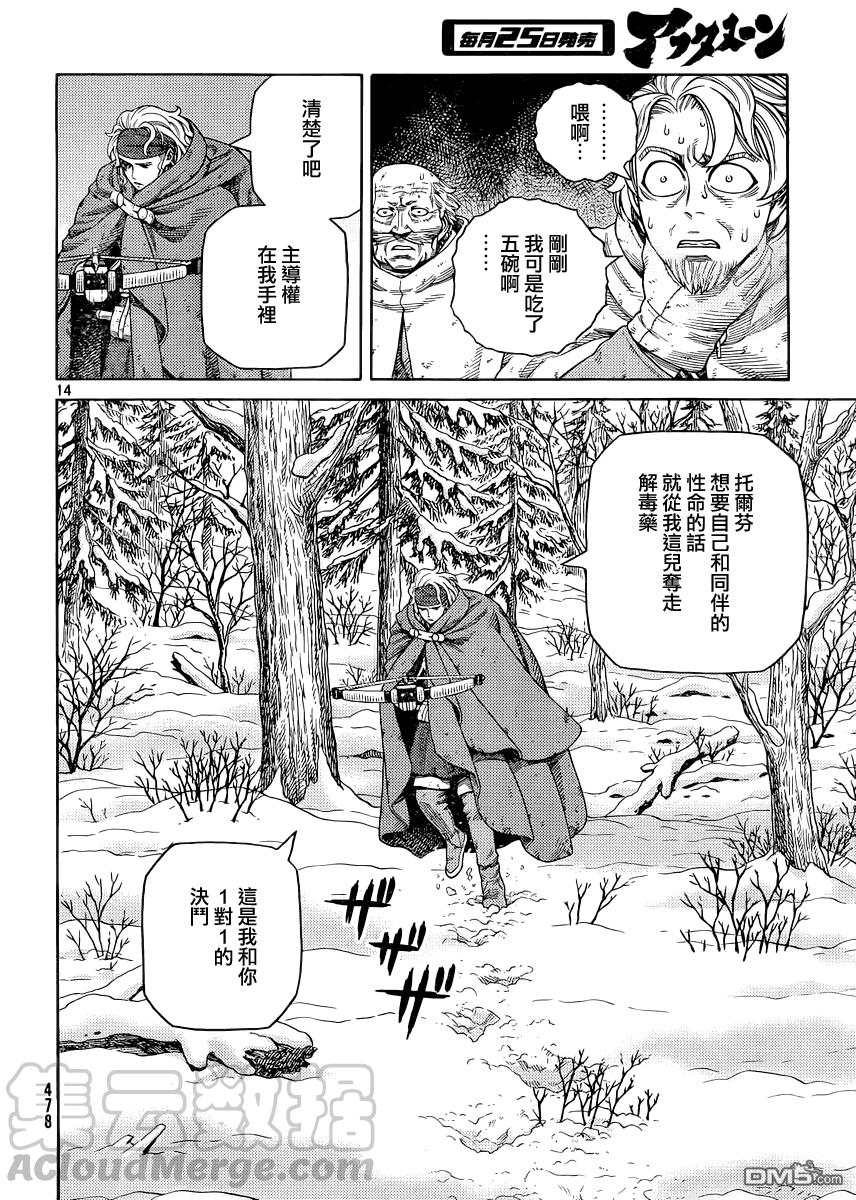 毎月25日発売
アフタヌーン
喂啊…
剛剛
我可是吃了
五碗啊
……
清楚了吧
主導權
在我手裡
14
托爾芬
想要自己和同伴的
性命的話
就從我這兒奪走
解毒藥
這是我和你
1對1的
決鬥
ザッ
ザッ
ザッ
478
集云数据
ACloudMerge.com
DM5.com